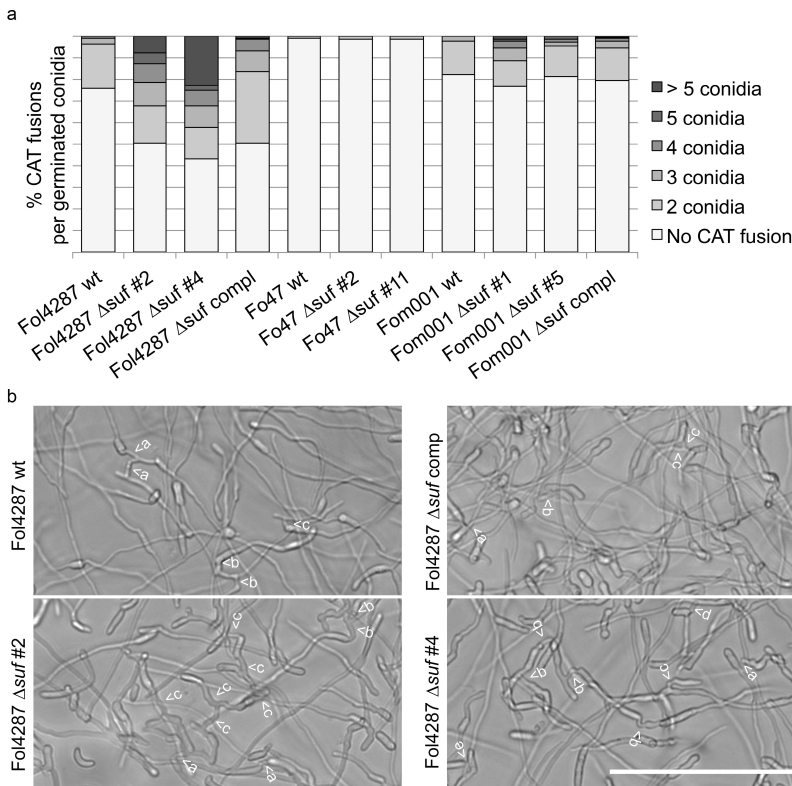 a
% CAT fusions
per germinated conidia
> 5 conidia
5 conidia
4 conidia
3 conidia
2 conidia
No CAT fusion
Fol4287 wt
Fol4287 Δsuf #2
Fol4287 Δsuf #4
Fol4287 Δsuf compl
Fo47 wt
Fo47 Δsuf #2
Fo47 Δsuf #11
Fom001 wt
Fom001 Δsuf #1
Fom001 Δsuf #5
Fom001 Δsuf compl
b
Fol4287 wt
<a
<a
<c
<b
<b
Fol4287 Δsuf comp
<c
<c
<b
<a
Fol4287 Δsuf #2
<c
<b
<b
<c
<c
<c
<c
<c
<a
<a
Fol4287 Δsuf #4
<b
<d
<b
<b
<c
<a
<b
<e